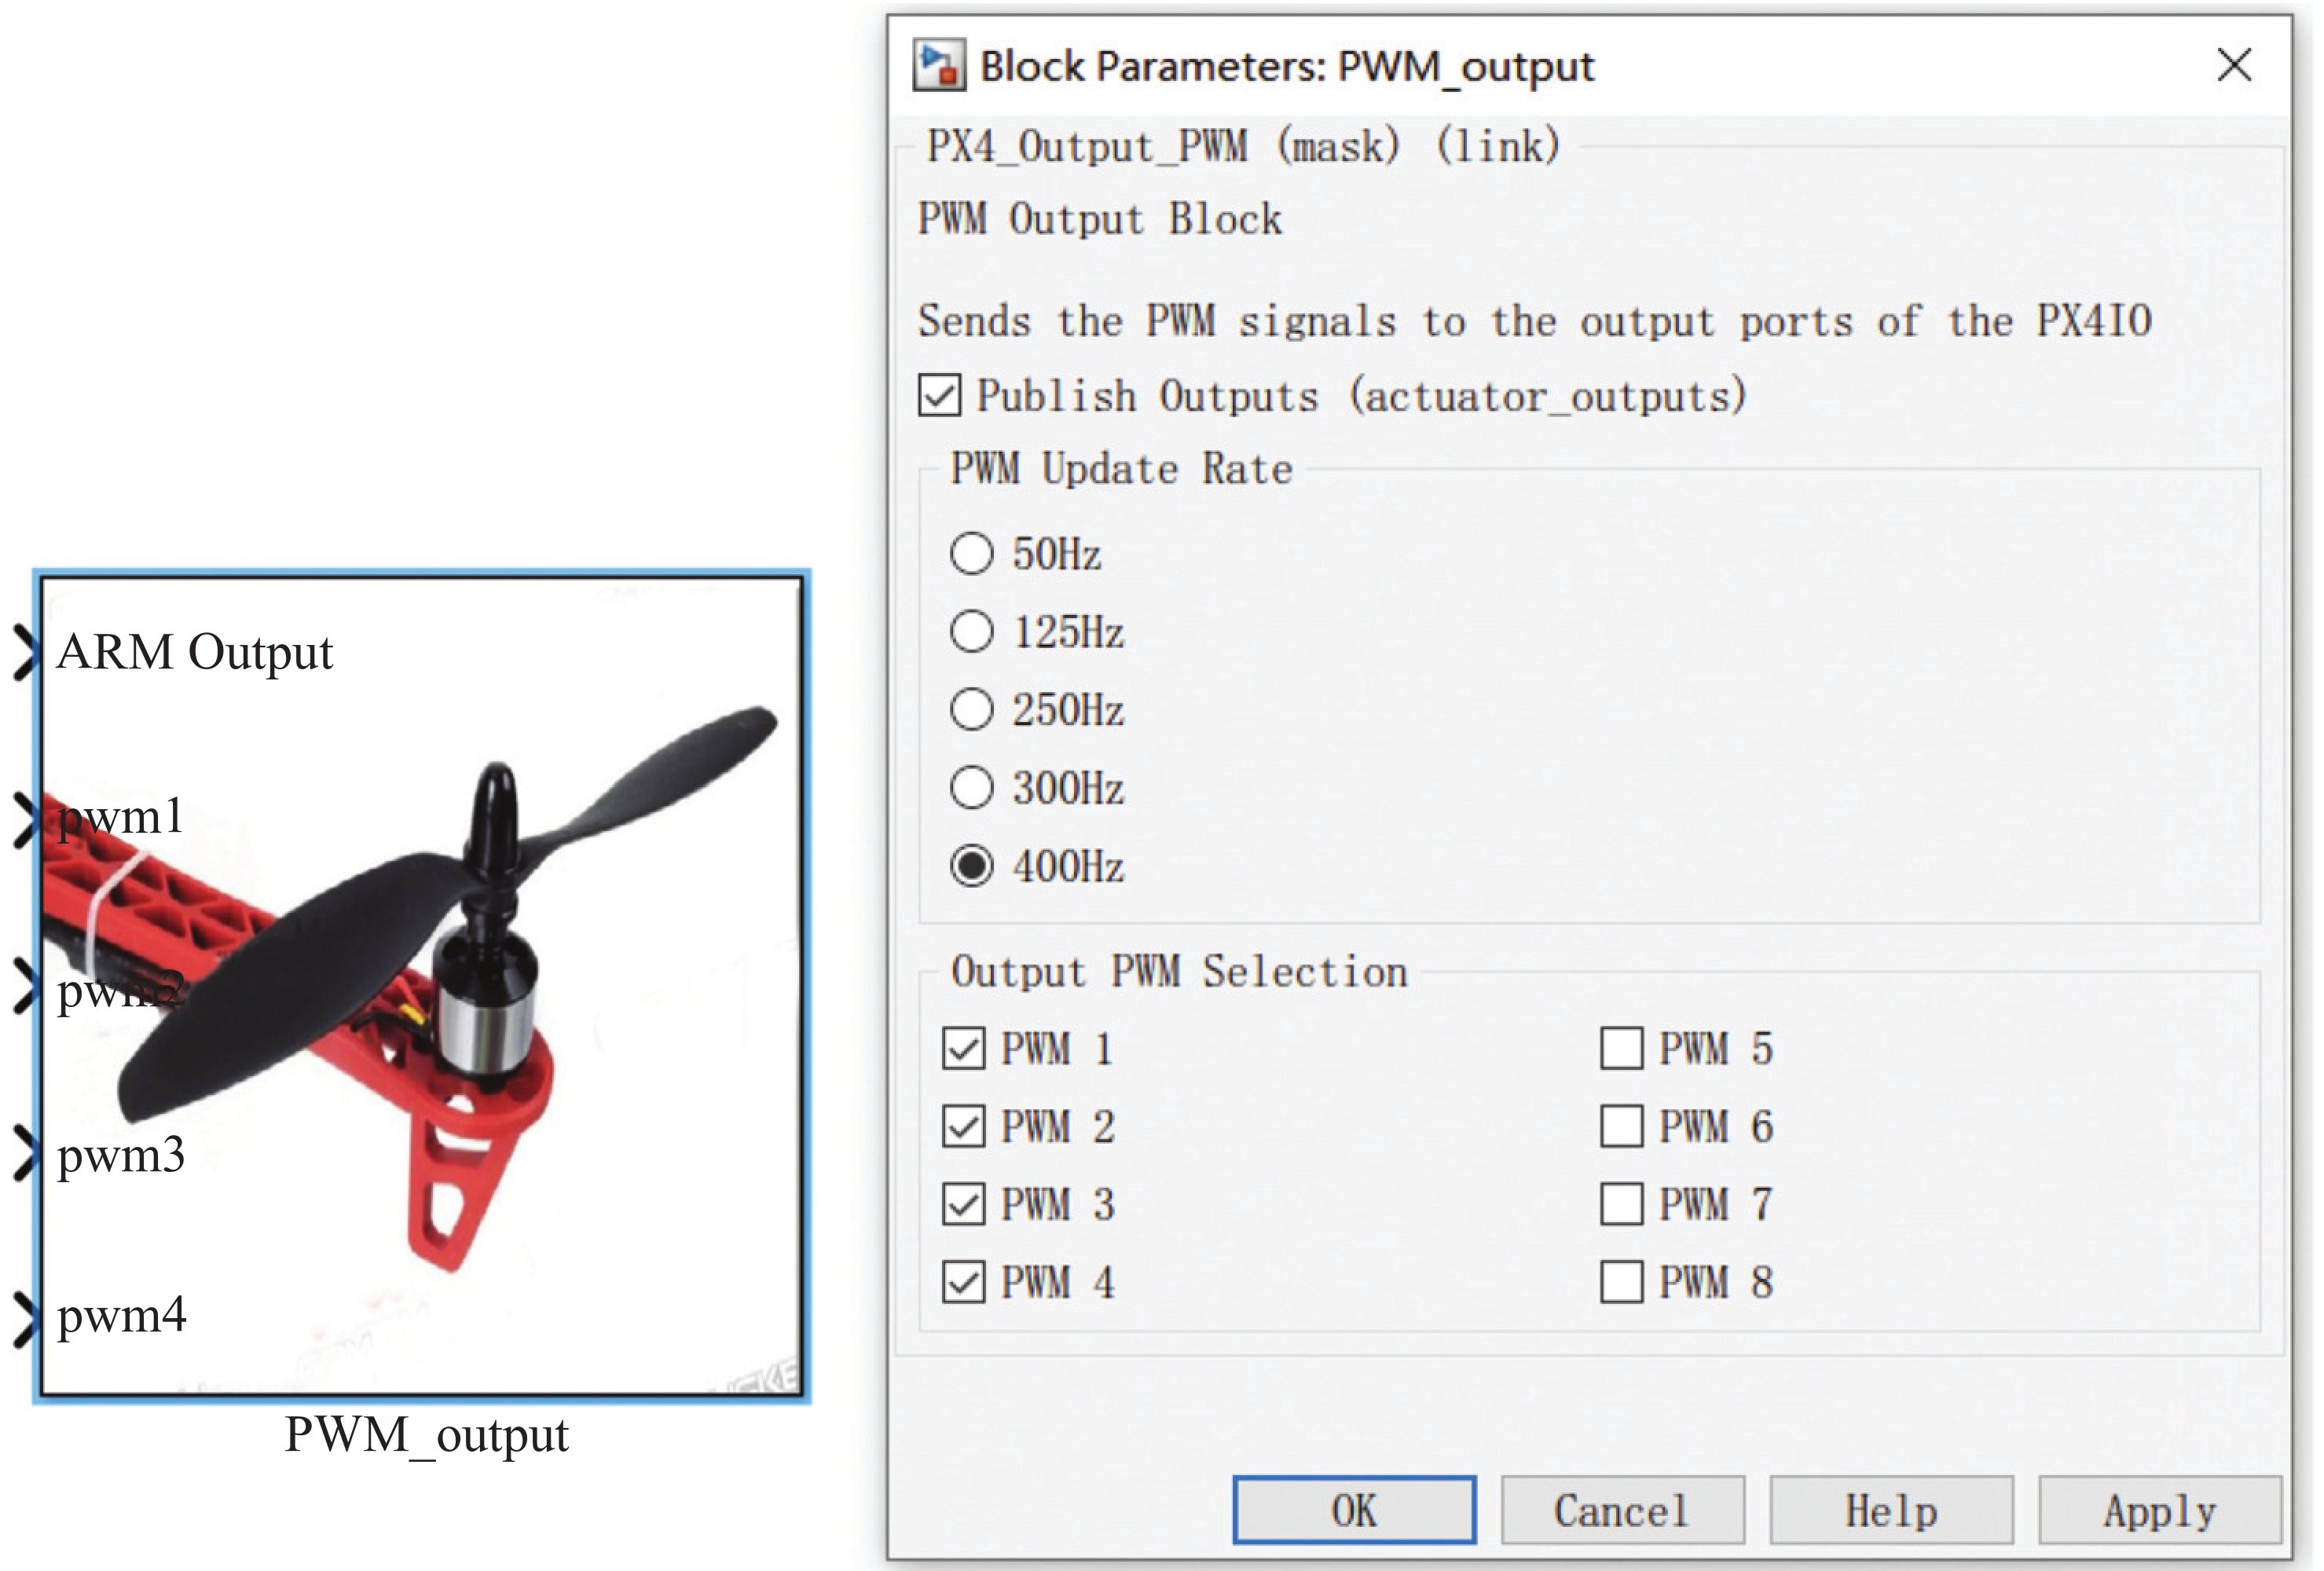 ARM Output
pwm1
pwm2
pwm3
pwm4
PWM_output
Block Parameters: PWM_output
PX4_Output_PWM (mask) (link)
PWM Output Block
Sends the PWM signals to the output ports of the PX4IO
Publish Outputs (actuator_outputs)
PWM Update Rate
50Hz
125Hz
250Hz
300Hz
400Hz
Output PWM Selection
PWM 1 PWM 5
PWM 2 PWM 6
PWM 3 PWM 7
PWM 4 PWM 8
OK Cancel Help Apply